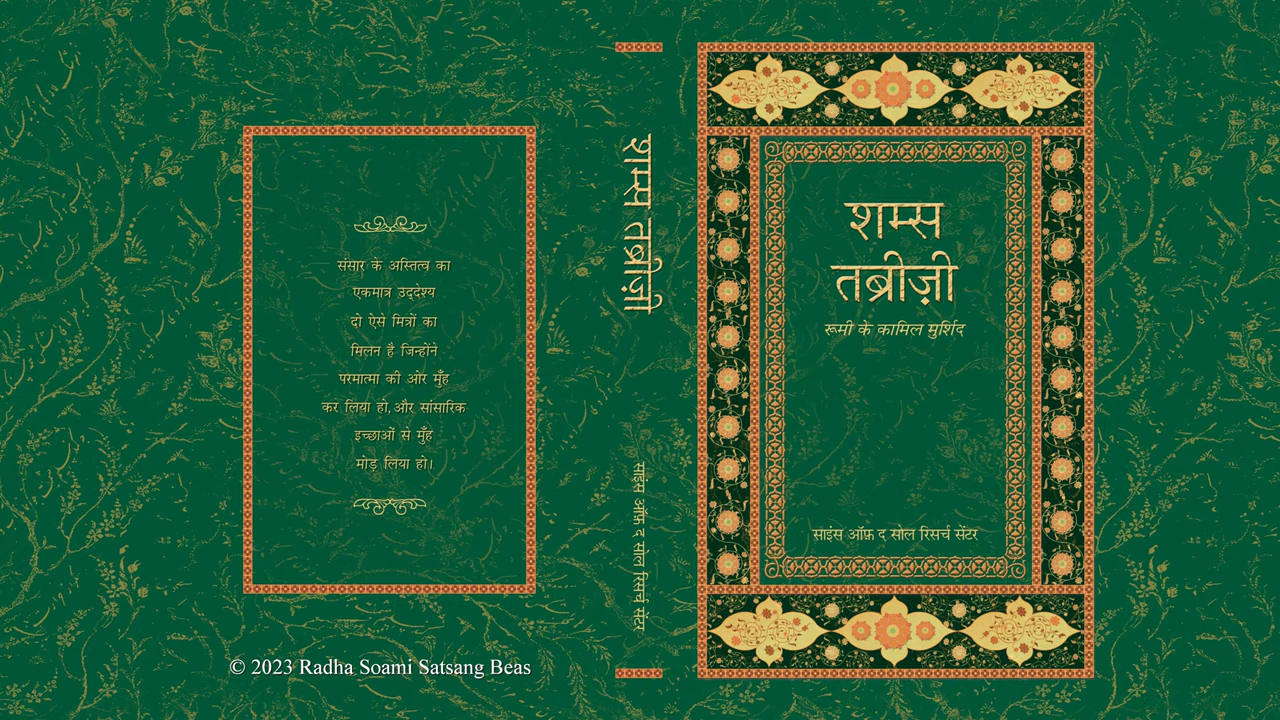 संसार के अस्तित्व का
एकमात्र उद्देश्य
दो ऐसे मित्रों का
मिलन है जिन्होंने
परमात्मा की ओर मुँह
कर लिया हो, और सांसारिक
इच्छाओं से मुँह
मोड़ लिया हो।
© 2023 Radha Soami Satsang Beas
शम्स तब्रीज़ी
साइंस ऑफ़ द सोल रिसर्च सेंटर
शम्स
तब्रीज़ी
रूमी के कामिल मुर्शिद
साइंस ऑफ़ द सोल रिसर्च सेंटर